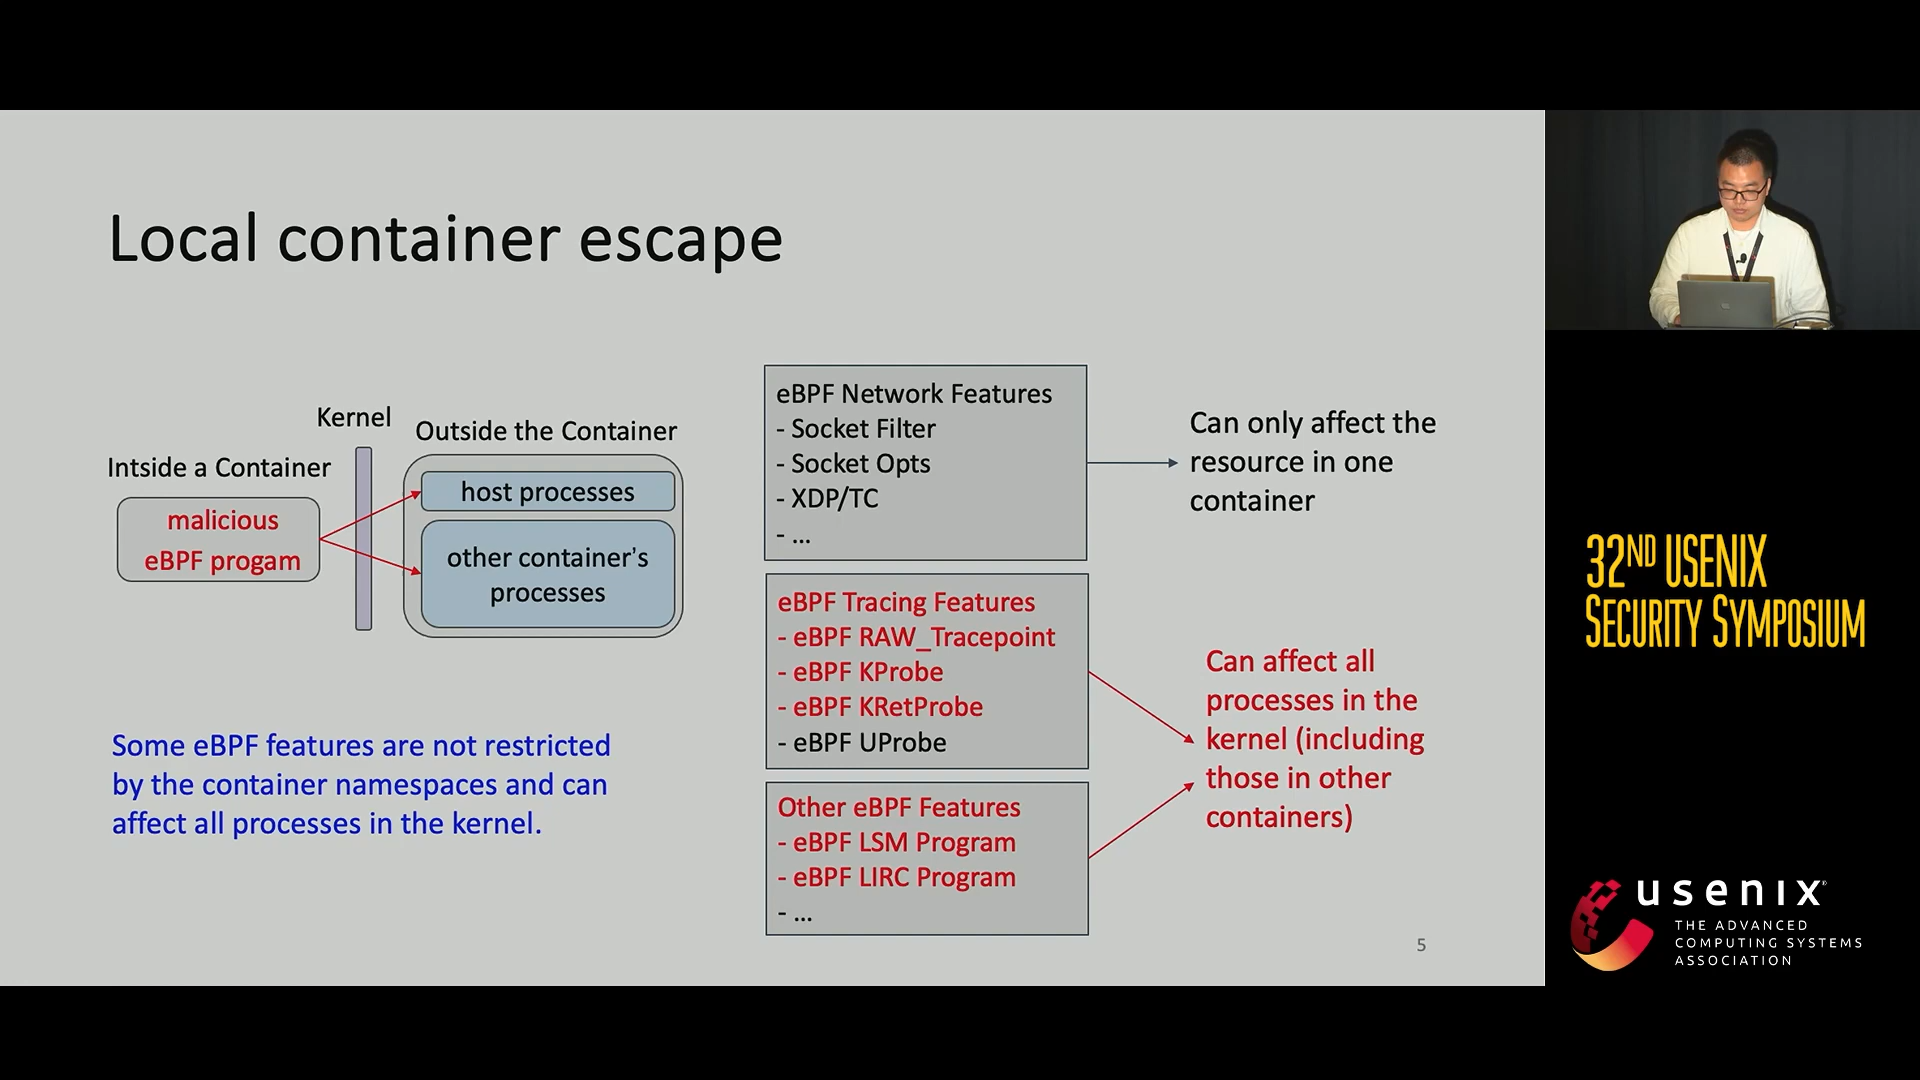 Local container escape
Kernel
Outside the Container
Intside a Container
host processes
malicious
eBPF progam
other container’s
processes
Some eBPF features are not restricted
by the container namespaces and can
affect all processes in the kernel.
eBPF Network Features
- Socket Filter
- Socket Opts
- XDP/TC
- ...
Can only affect the
resource in one
container
eBPF Tracing Features
- eBPF RAW_Tracepoint
- eBPF KProbe
- eBPF KRetProbe
- eBPF UProbe
Other eBPF Features
- eBPF LSM Program
- eBPF LIRC Program
- ...
Can affect all
processes in the
kernel (including
those in other
containers)
5
32ND USENIX
SECURITY SYMPOSIUM
usenix®
THE ADVANCED
COMPUTING SYSTEMS
ASSOCIATION